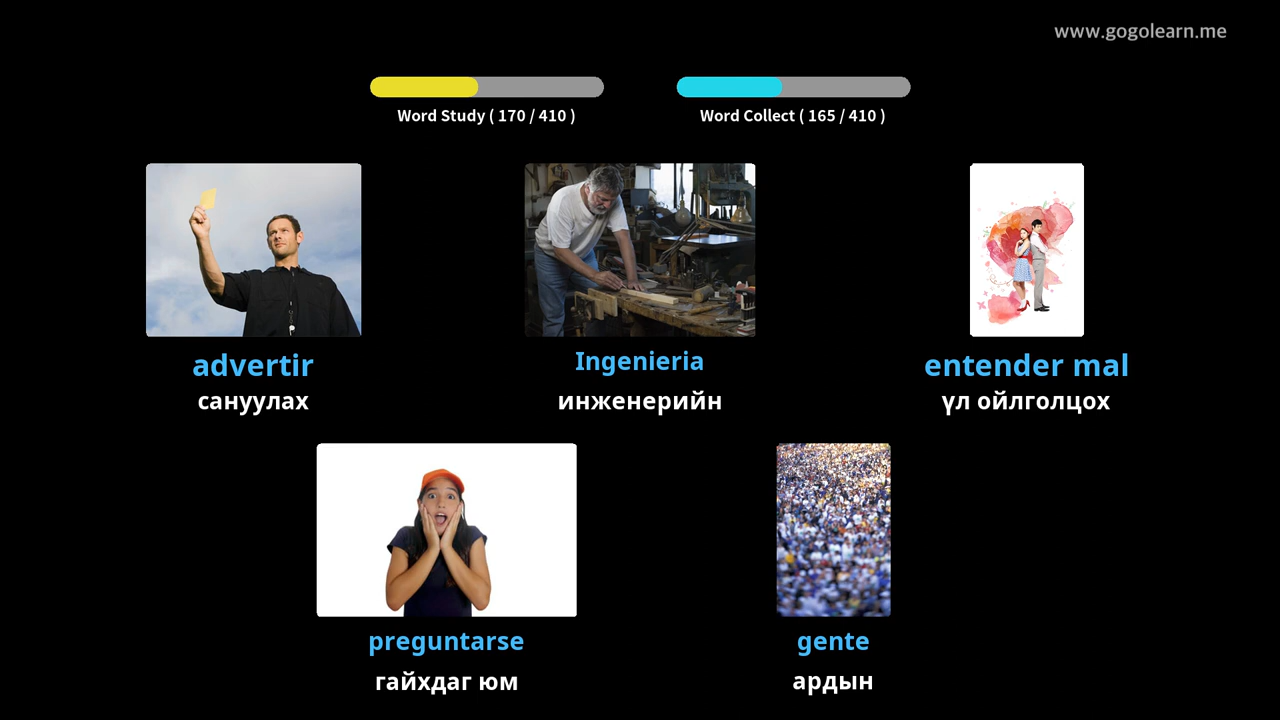 www.gogolearn.me
Word Study ( 170 / 410 )
Word Collect ( 165 / 410 )
advertir
сануулах
Ingenieria
инженерийн
entender mal
үл ойлголцох
preguntarse
гайхдаг юм
gente
ардын